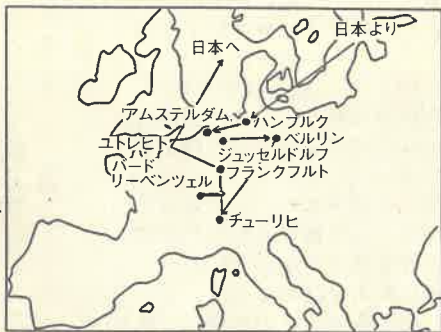 日本へ
日本より
アムステルダム
ハンブルク
ユトレヒト
ベルリン
ジュッセルドルフ
バード
リーベンツェル
フランクフルト
チューリヒ